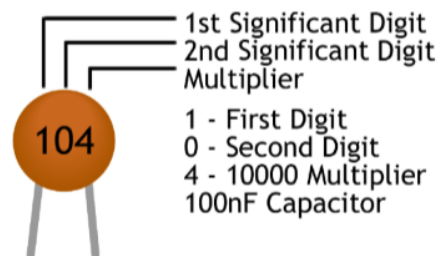 1st Significant Digit
2nd Significant Digit
Multiplier
104
1 - First Digit
0 - Second Digit
4 - 10000 Multiplier
100nF Capacitor